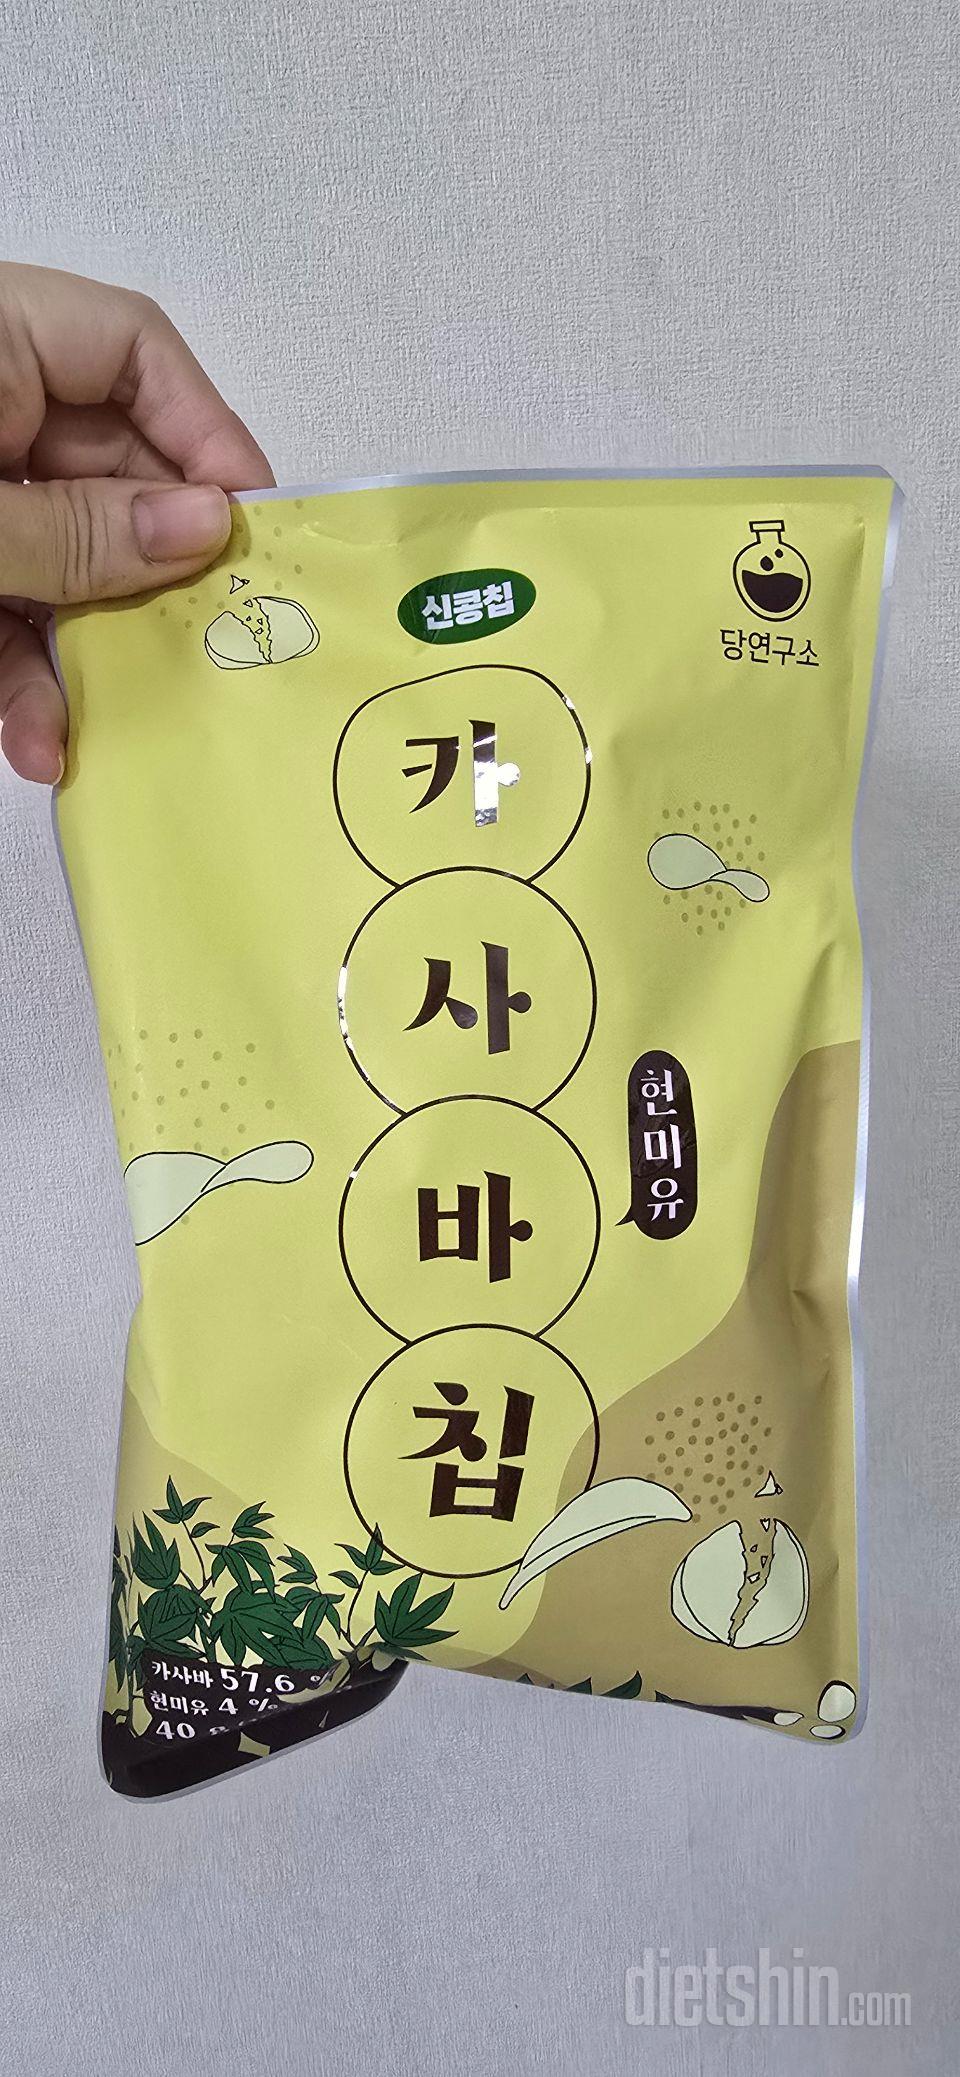 신콩칩
당연구소
카
사
바
칩
현미유
카사바 57.6 %
현미유 4 %
40
dietshin.com